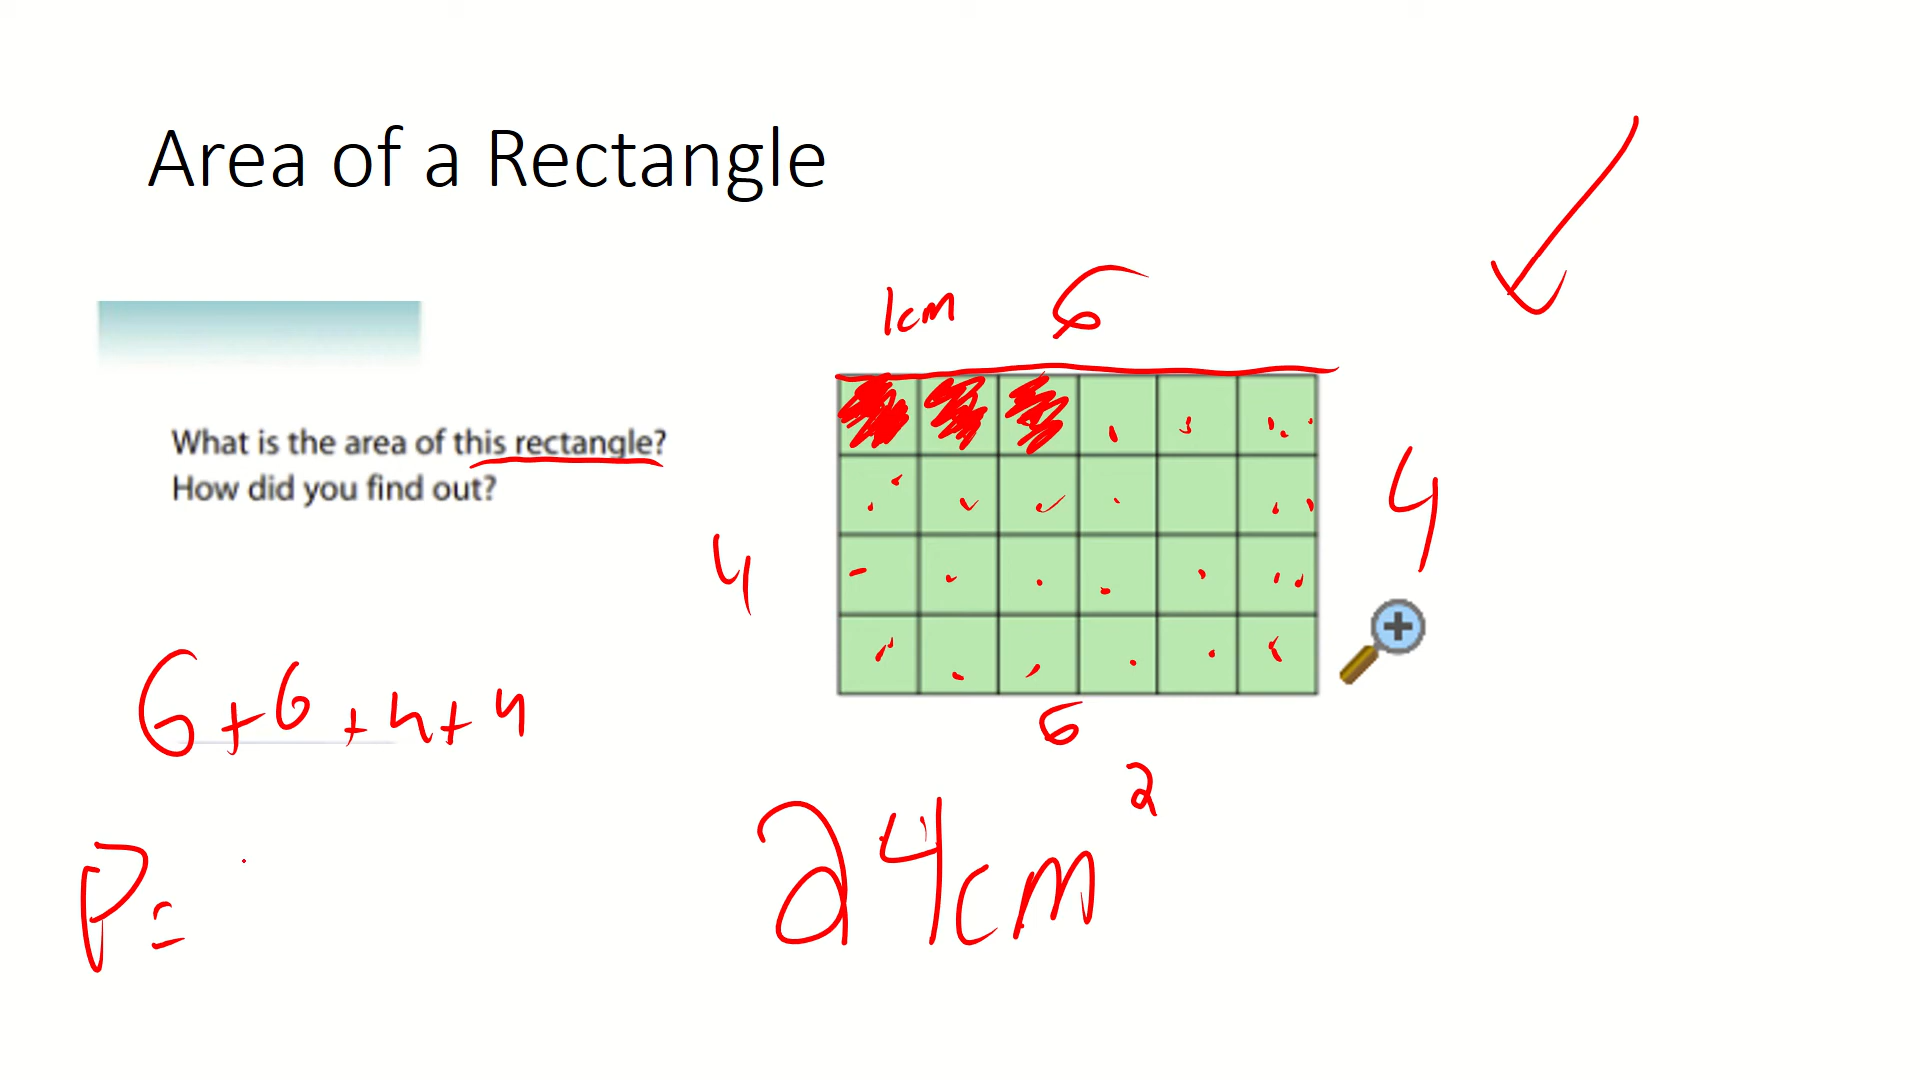 Area of a Rectangle
1cm 6
What is the area of this rectangle?
How did you find out?
4
4
6+6+4+4
6
24cm²
P=